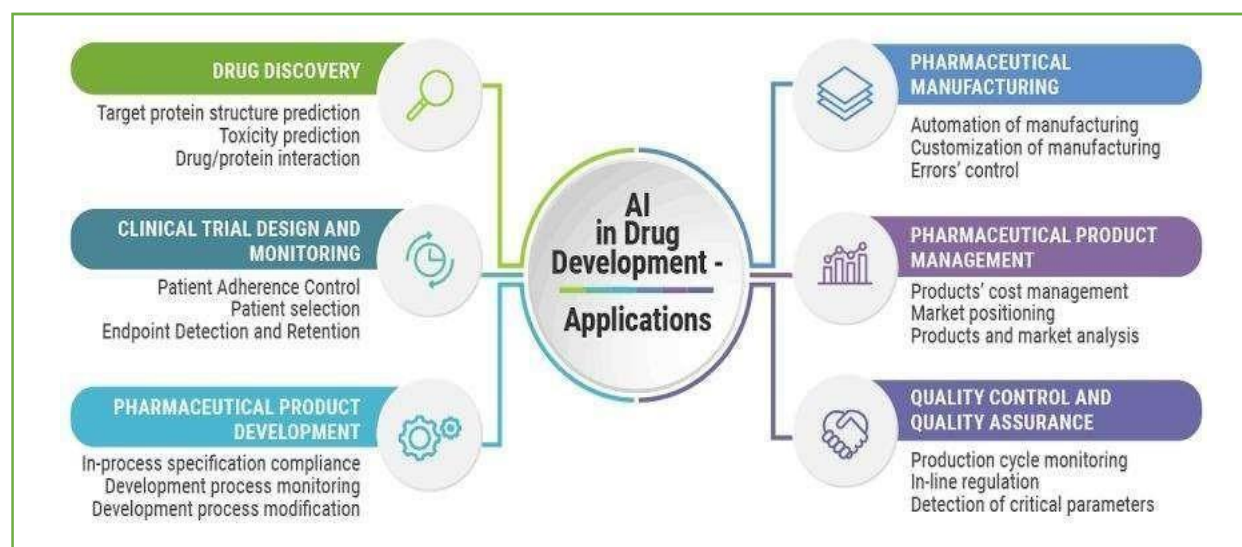 DRUG DISCOVERY
Target protein structure prediction
Toxicity prediction
Drug/protein interaction
CLINICAL TRIAL DESIGN AND
MONITORING
Patient Adherence Control
Patient selection
Endpoint Detection and Retention
PHARMACEUTICAL PRODUCT
DEVELOPMENT
In-process specification compliance
Development process monitoring
Development process modification
AI
in Drug
Development -
Applications
PHARMACEUTICAL
MANUFACTURING
Automation of manufacturing
Customization of manufacturing
Errors' control
PHARMACEUTICAL PRODUCT
MANAGEMENT
Products' cost management
Market positioning
Products and market analysis
QUALITY CONTROL AND
QUALITY ASSURANCE
Production cycle monitoring
In-line regulation
Detection of critical parameters